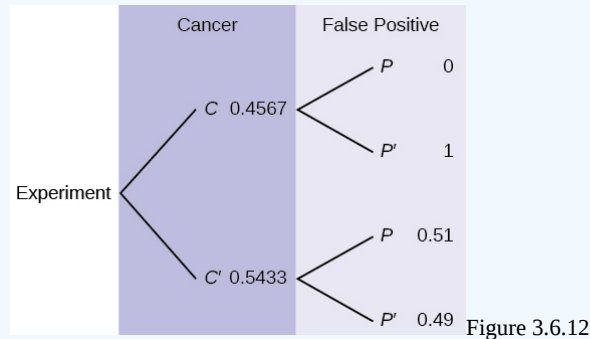 Cancer False Positive
P 0
C 0.4567
P' 1
Experiment
P 0.51
C' 0.5433
P' 0.49
Figure 3.6.12